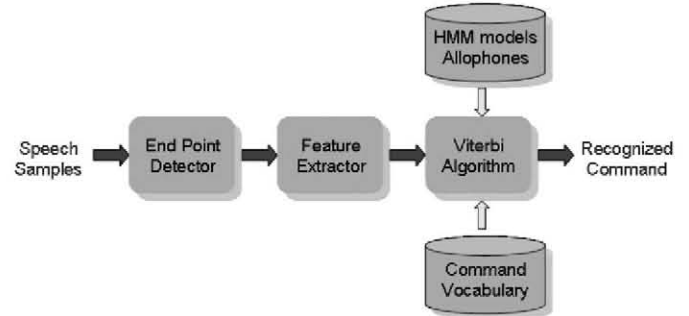 HMM models
Allophones
Speech
Samples
End Point
Detector
Feature
Extractor
Viterbi
Algorithm
Recognized
Command
Command
Vocabulary